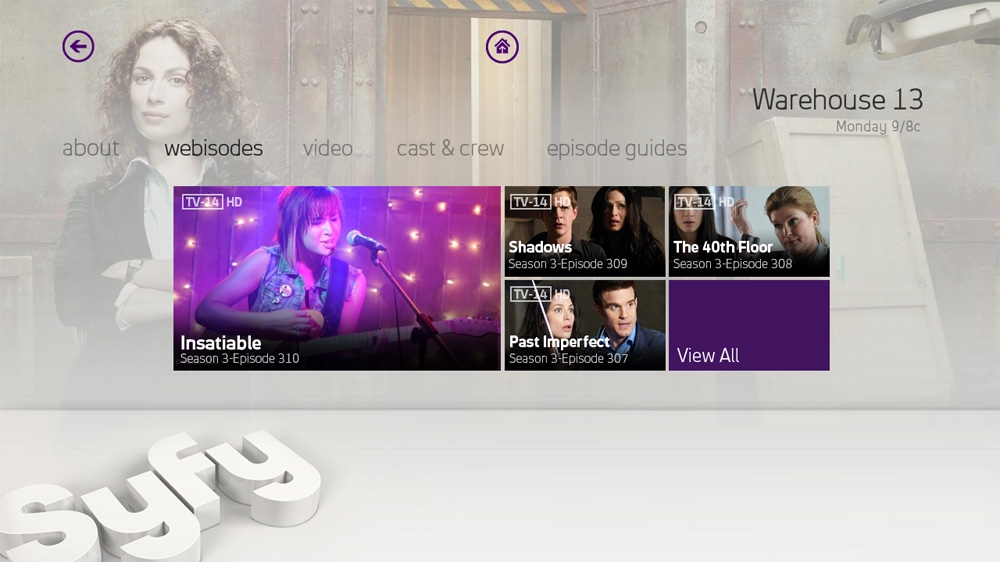 Warehouse 13
Monday 9/8c
about webisodes video cast & crew episode guides
TV-14 HD
Insatiable
Season 3-Episode 310
TV-14 HD
Shadows
Season 3-Episode 309
TV-14 HD
The 40th Floor
Season 3-Episode 308
TV-14 HD
Past Imperfect
Season 3-Episode 307
View All
Syfy